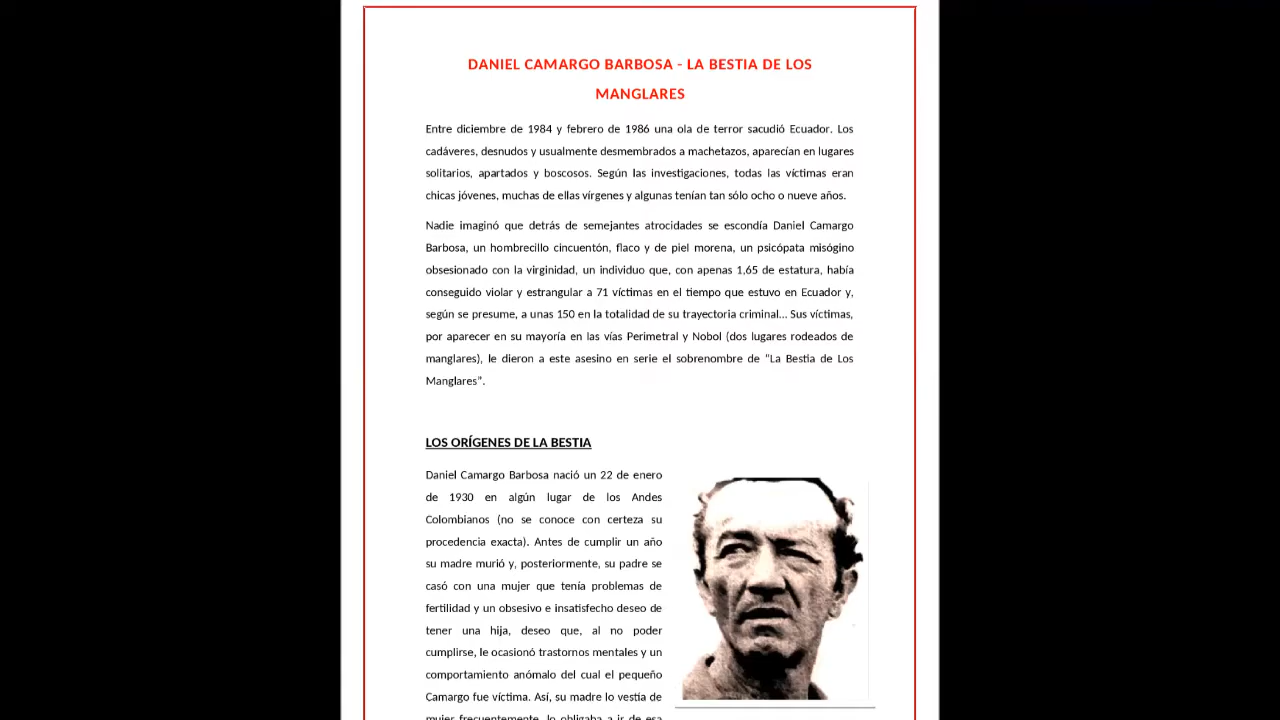 DANIEL CAMARGO BARBOSA - LA BESTIA DE LOS
MANGLARES
Entre diciembre de 1984 y febrero de 1986 una ola de terror sacudió Ecuador. Los
cadáveres, desnudos y usualmente desmembrados a machetazos, aparecían en lugares
solitarios, apartados y boscosos. Según las investigaciones, todas las víctimas eran
chicas jóvenes, muchas de ellas vírgenes y algunas tenían tan sólo ocho o nueve años.
Nadie imaginó que detrás de semejantes atrocidades se escondía Daniel Camargo
Barbosa, un hombrecillo cincuentón, flaco y de piel morena, un psicópata misógino
obsesionado con la virginidad, un individuo que, con apenas 1,65 de estatura, había
conseguido violar y estrangular a 71 víctimas en el tiempo que estuvo en Ecuador y,
según se presume, a unas 150 en la totalidad de su trayectoria criminal... Sus víctimas,
por aparecer en su mayoría en las vías Perimetral y Nobol (dos lugares rodeados de
manglares), le dieron a este asesino en serie el sobrenombre de "La Bestia de Los
Manglares".
LOS ORÍGENES DE LA BESTIA
Daniel Camargo Barbosa nació un 22 de enero
de 1930 en algún lugar de los Andes
Colombianos (no se conoce con certeza su
procedencia exacta). Antes de cumplir un año
su madre murió y, posteriormente, su padre se
casó con una mujer que tenía problemas de
fertilidad y un obsesivo e insatisfecho deseo de
tener una hija, deseo que, al no poder
cumplirse, le ocasionó trastornos mentales y un
comportamiento anómalo del cual el pequeño
Camargo fue víctima. Así, su madre lo vestía de
mujer frecuentemente, lo obligaba a ir de esa